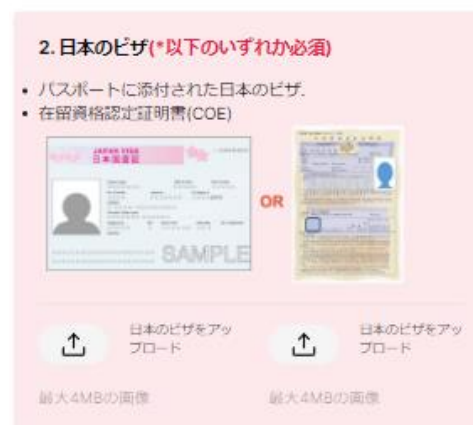 2. 日本のビザ(*以下のいずれか必須)
• パスポートに添付された日本のビザ.
• 在留資格認定証明書(COE)
JAPAN VISA
日本国査証
SAMPLE
OR
日本のビザをアッ
プロード
日本のビザをアッ
プロード
最大4MBの画像
最大4MBの画像